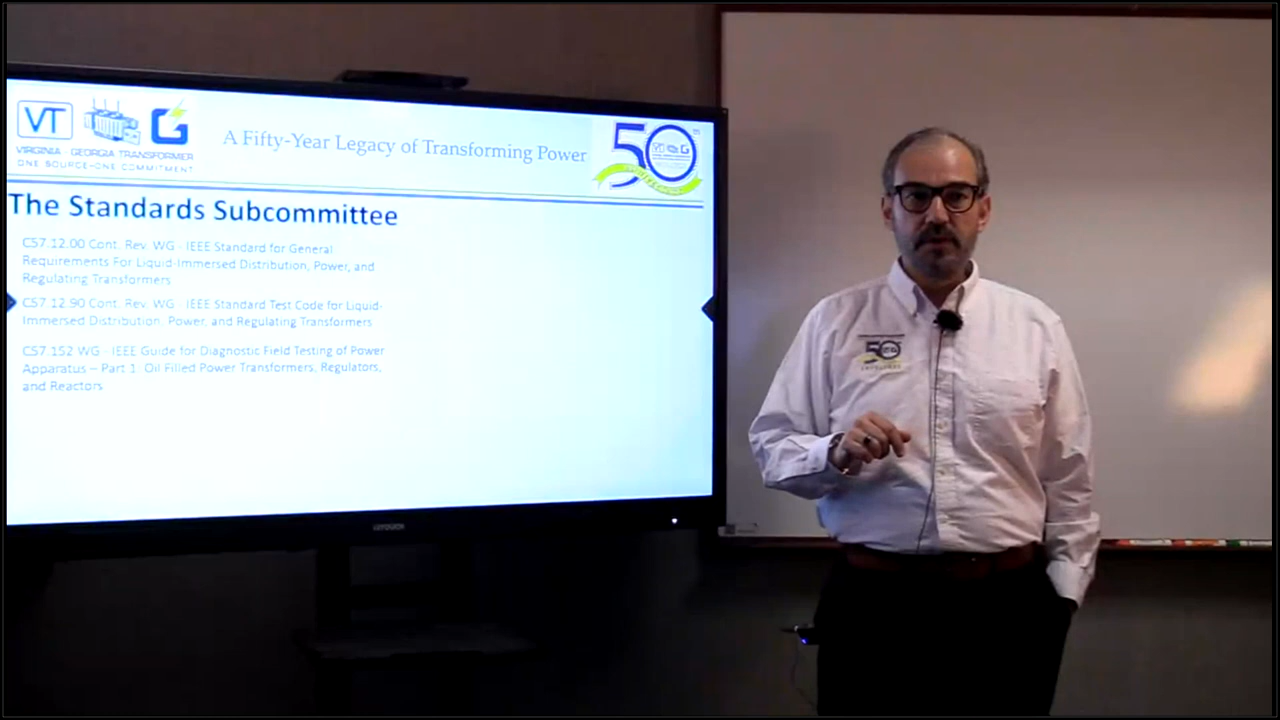 VT
G
VIRGINIA - GEORGIA TRANSFORMER
ONE SOURCE-ONE COMMITMENT
A Fifty-Year Legacy of Transforming Power
50
The Standards Subcommittee
C57.12.00 Cont. Rev. WG - IEEE Standard for General
Requirements For Liquid-Immersed Distribution, Power, and
Regulating Transformers
C57.12.90 Cont. Rev. WG - IEEE Standard Test Code for Liquid-
Immersed Distribution, Power, and Regulating Transformers
C57.152 WG - IEEE Guide for Diagnostic Field Testing of Power
Apparatus – Part 1: Oil Filled Power Transformers, Regulators,
and Reactors
50